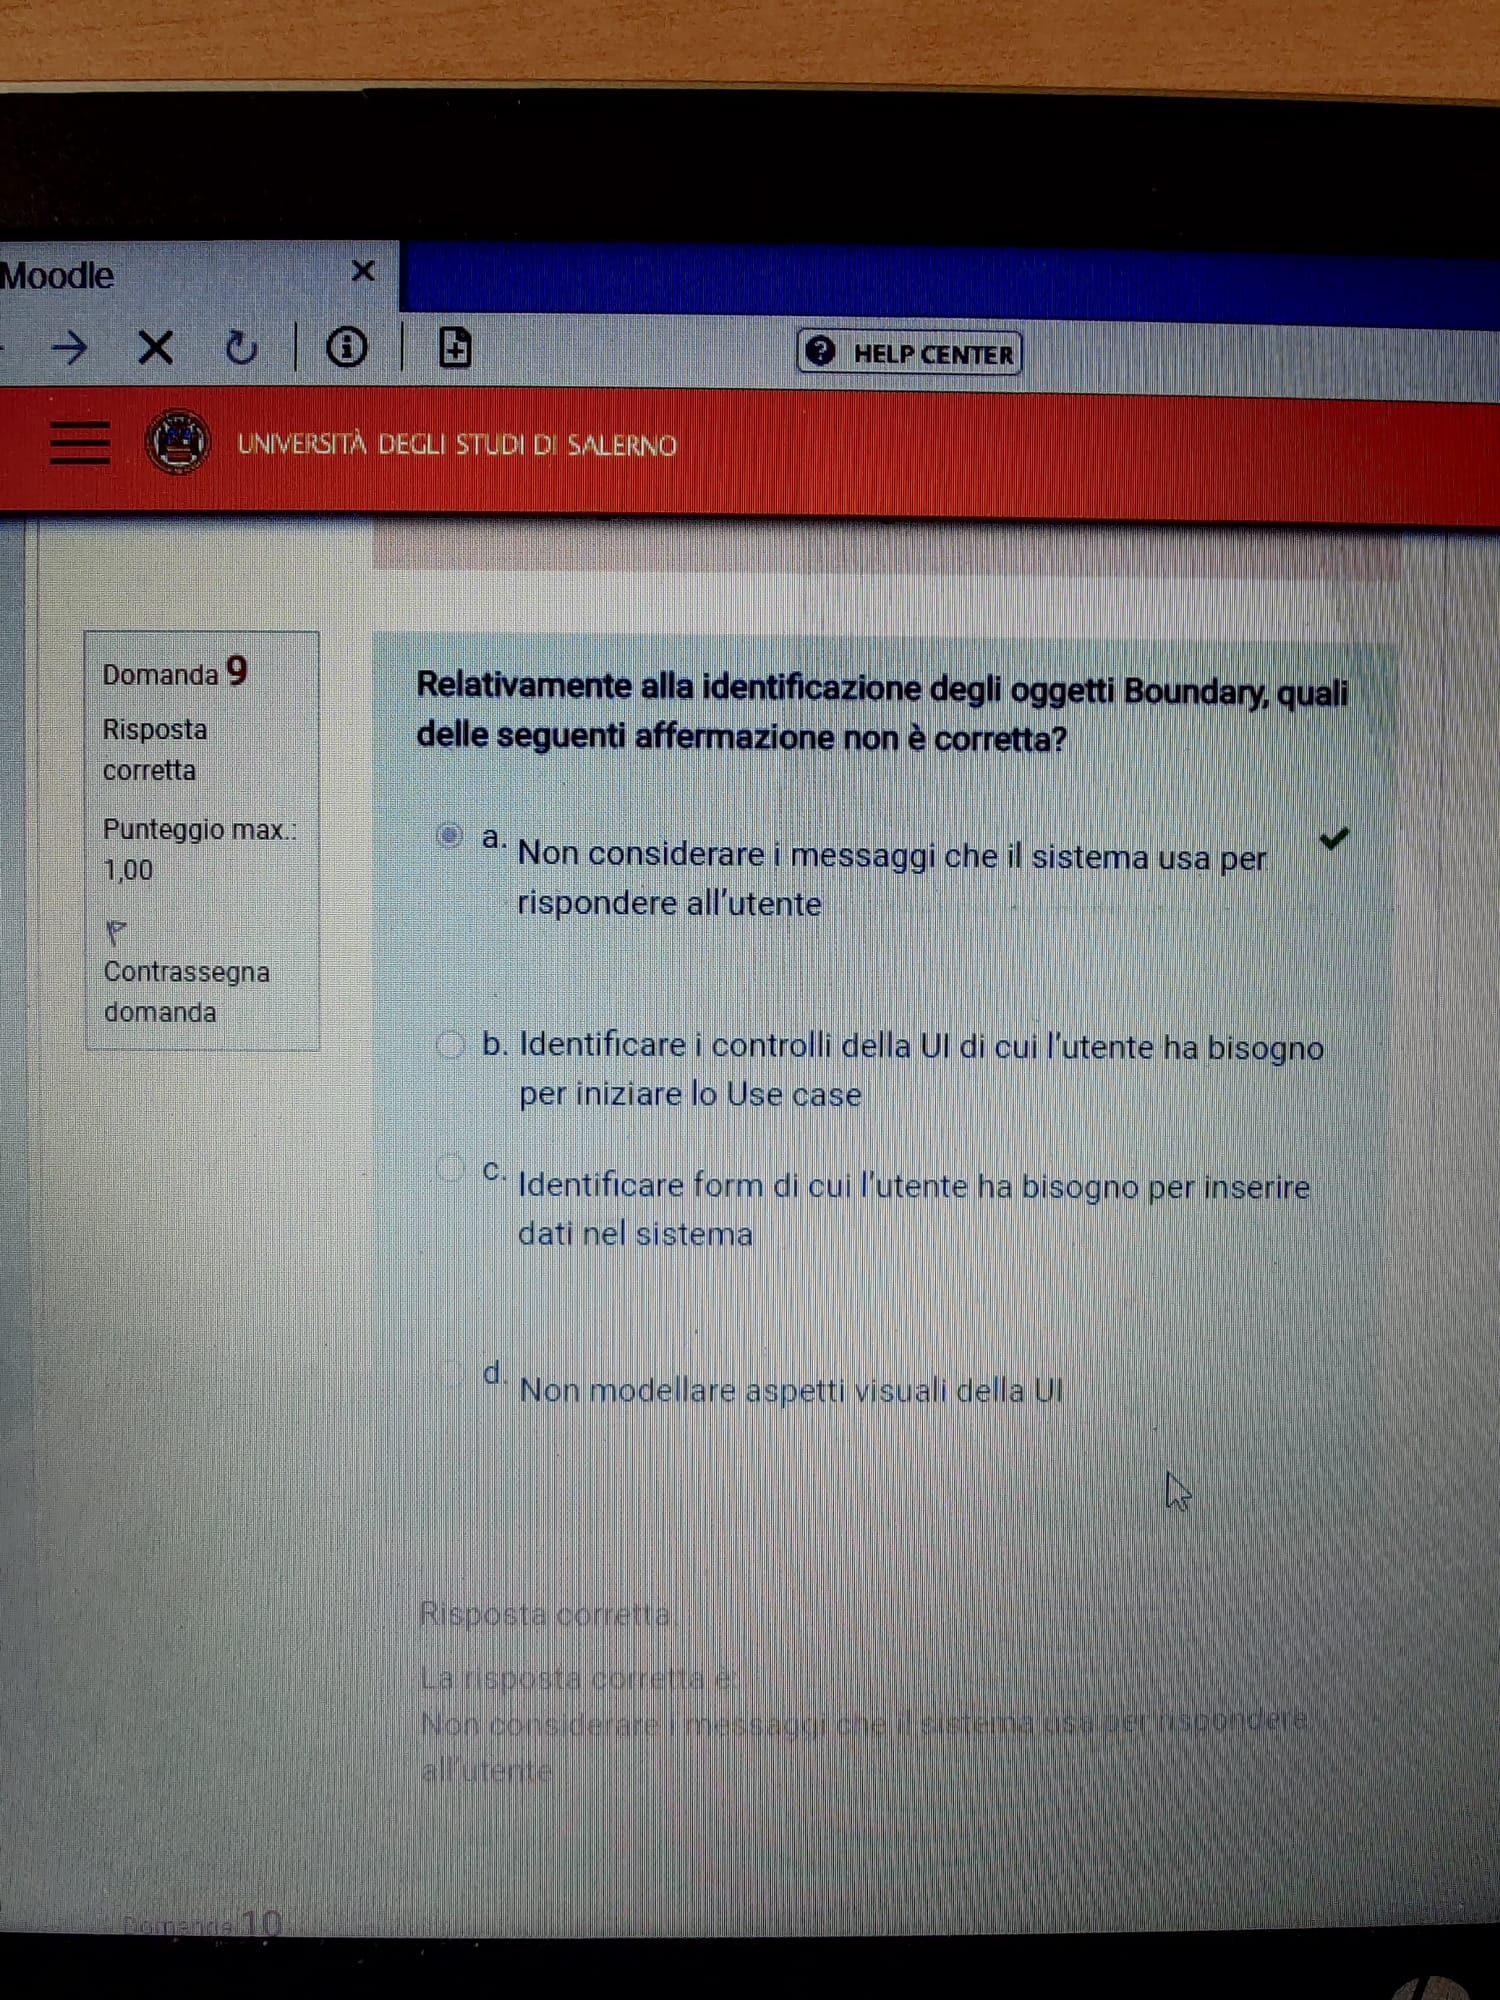 Moodle
HELP CENTER
UNIVERSITÀ DEGLI STUDI DI SALERNO
Domanda 9
Risposta
corretta
Punteggio max.:
1,00
Contrassegna
domanda
Relativamente alla identificazione degli oggetti Boundary, quali
delle seguenti affermazione non è corretta?
a. Non considerare i messaggi che il sistema usa per
rispondere all'utente
b. Identificare i controlli della UI di cui l'utente ha bisogno
per iniziare lo Use case
c. Identificare form di cui l'utente ha bisogno per inserire
dati nel sistema
d. Non modellare aspetti visuali della UI
Risposta corretta.
La risposta corretta è:
Non considerare i messaggi che il sistema usa per rispondere
all'utente
Domanda 10